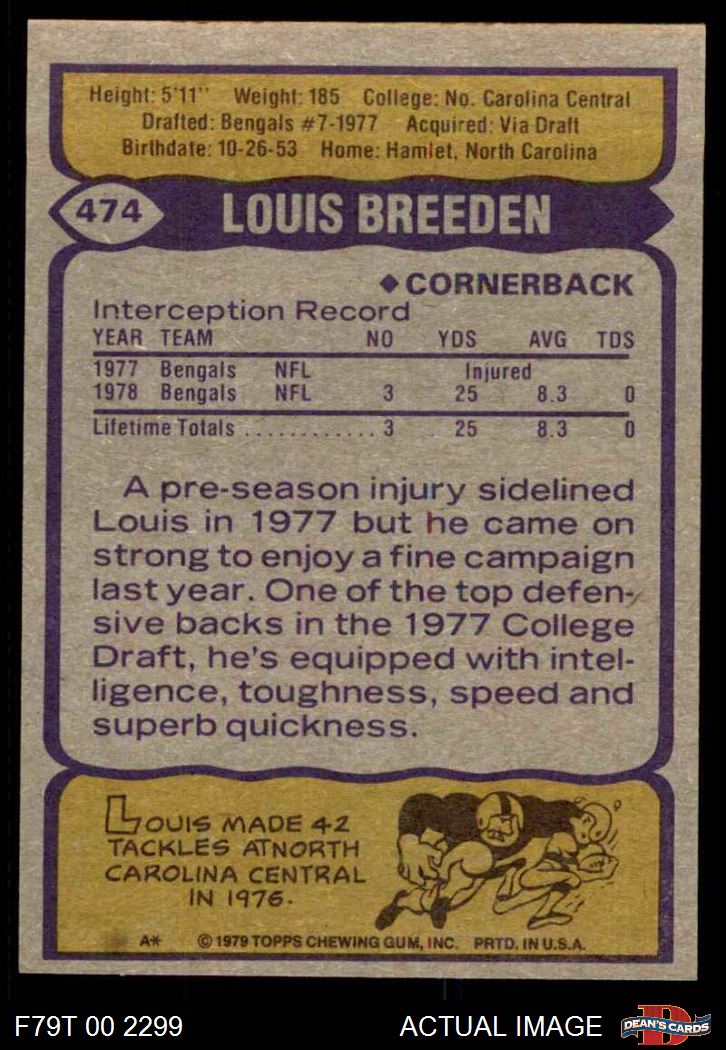 Height: 5'11" Weight: 185 College: No. Carolina Central
Drafted: Bengals #7-1977 Acquired: Via Draft
Birthdate: 10-26-53 Home: Hamlet, North Carolina
474 LOUIS BREEDEN
◆ CORNERBACK
Interception Record
YEAR TEAM NO YDS AVG TDS
1977 Bengals NFL Injured
1978 Bengals NFL 3 25 8.3 0
Lifetime Totals ............ 3 25 8.3 0
A pre-season injury sidelined
Louis in 1977 but he came on
strong to enjoy a fine campaign
last year. One of the top defen-
sive backs in the 1977 College
Draft, he's equipped with intel-
ligence, toughness, speed and
superb quickness.
LOUIS MADE 42
TACKLES ATNORTH
CAROLINA CENTRAL
IN 1976.
A* ©1979 TOPPS CHEWING GUM, INC. PRTD. IN U.S.A.
F79T 00 2299 ACTUAL IMAGE D DEAN'S CARDS